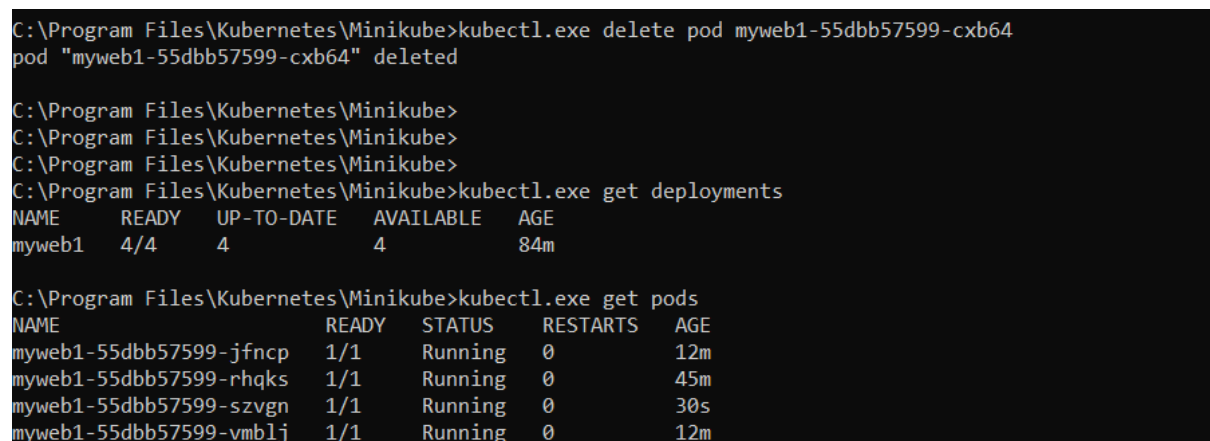 C:\Program Files\Kubernetes\Minikube>kubectl.exe delete pod myweb1-55dbb57599-cxb64
pod "myweb1-55dbb57599-cxb64" deleted
C:\Program Files\Kubernetes\Minikube>
C:\Program Files\Kubernetes\Minikube>
C:\Program Files\Kubernetes\Minikube>
C:\Program Files\Kubernetes\Minikube>kubectl.exe get deployments
NAME READY UP-TO-DATE AVAILABLE AGE
myweb1 4/4 4 4 84m
C:\Program Files\Kubernetes\Minikube>kubectl.exe get pods
NAME READY STATUS RESTARTS AGE
myweb1-55dbb57599-jfncp 1/1 Running 0 12m
myweb1-55dbb57599-rhqks 1/1 Running 0 45m
myweb1-55dbb57599-szvgn 1/1 Running 0 30s
myweb1-55dbb57599-vmblj 1/1 Running 0 12m